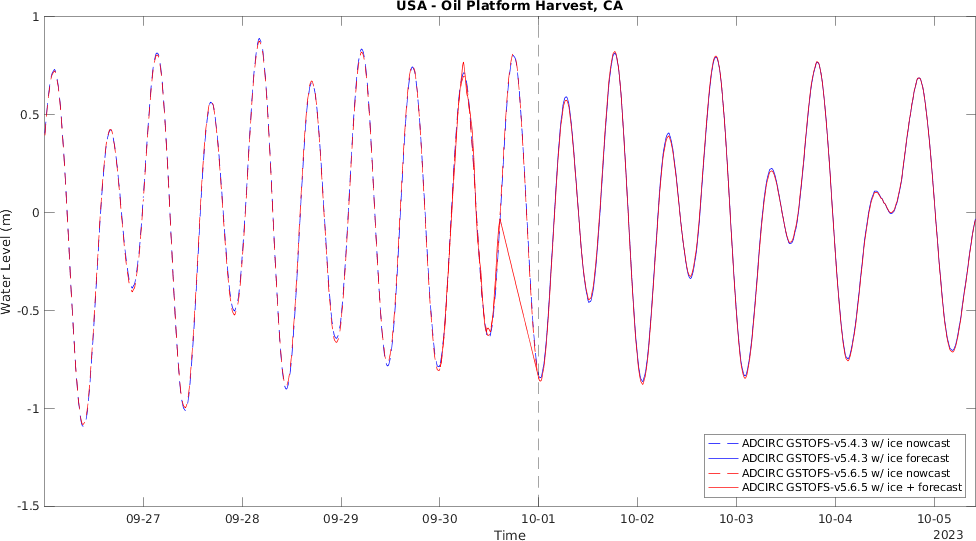 USA - Oil Platform Harvest, CA
1
0.5
0
-0.5
-1
-1.5
Water Level (m)
09-27
09-28
09-29
09-30
10-01
10-02
10-03
10-04
10-05
Time
2023
ADCIRC GSTOFS-v5.4.3 w/ ice nowcast
ADCIRC GSTOFS-v5.4.3 w/ ice forecast
ADCIRC GSTOFS-v5.6.5 w/ ice nowcast
ADCIRC GSTOFS-v5.6.5 w/ ice + forecast